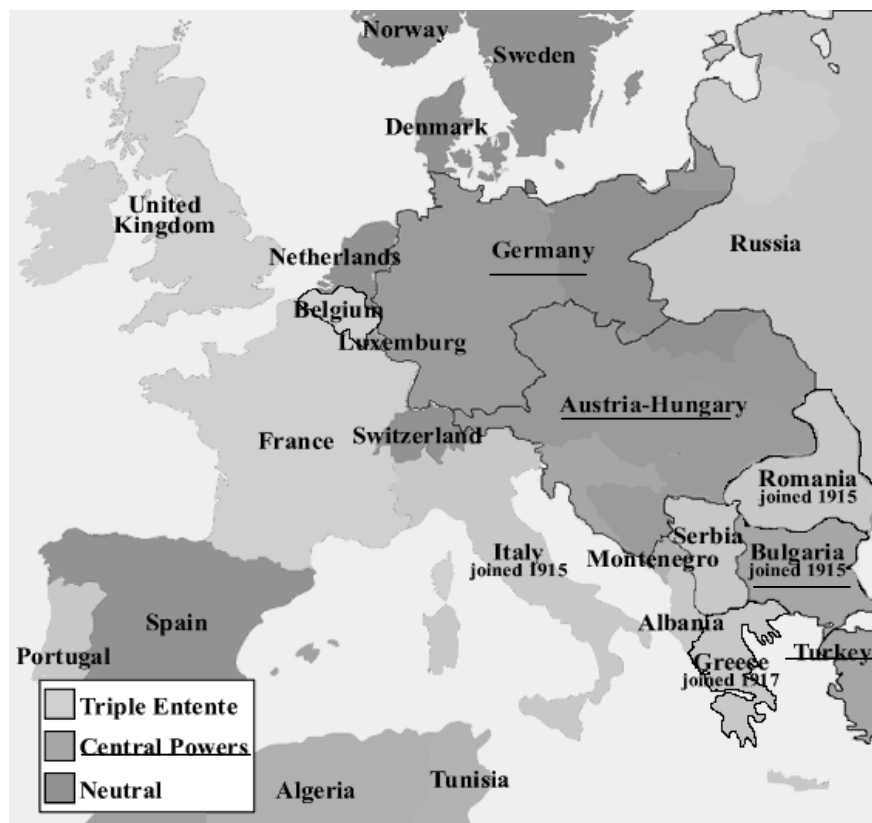 Norway
Sweden
Denmark
United
Kingdom
Netherlands
Germany
Russia
Belgium
Luxemburg
Austria-Hungary
France
Switzerland
Romania
joined 1915
Serbia
Italy
joined 1915
Montenegro
Bulgaria
joined 1915
Spain
Albania
Portugal
Greece
joined 1917
Turkey
Triple Entente
Central Powers
Neutral
Algeria
Tunisia